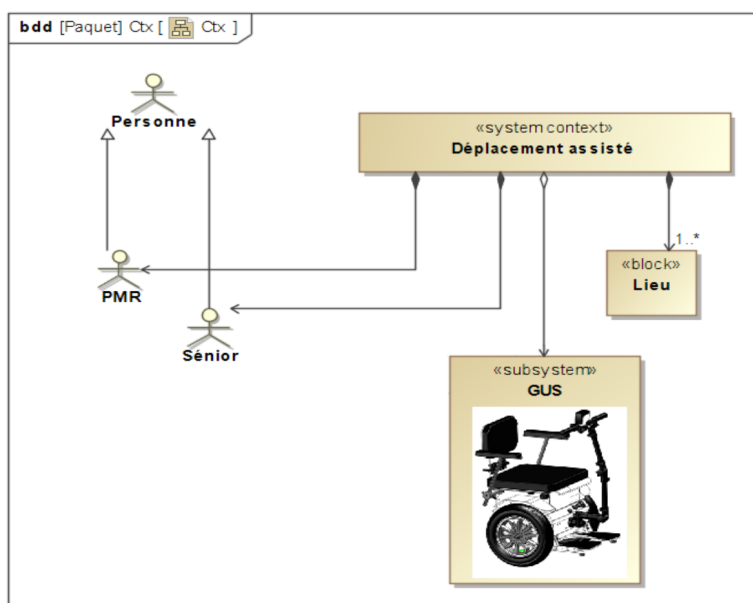 bdd [Paquet] Ctx [ Ctx ]
Personne
«system context»
Déplacement assisté
1..*
«block»
Lieu
PMR
Sénior
«subsystem»
GUS